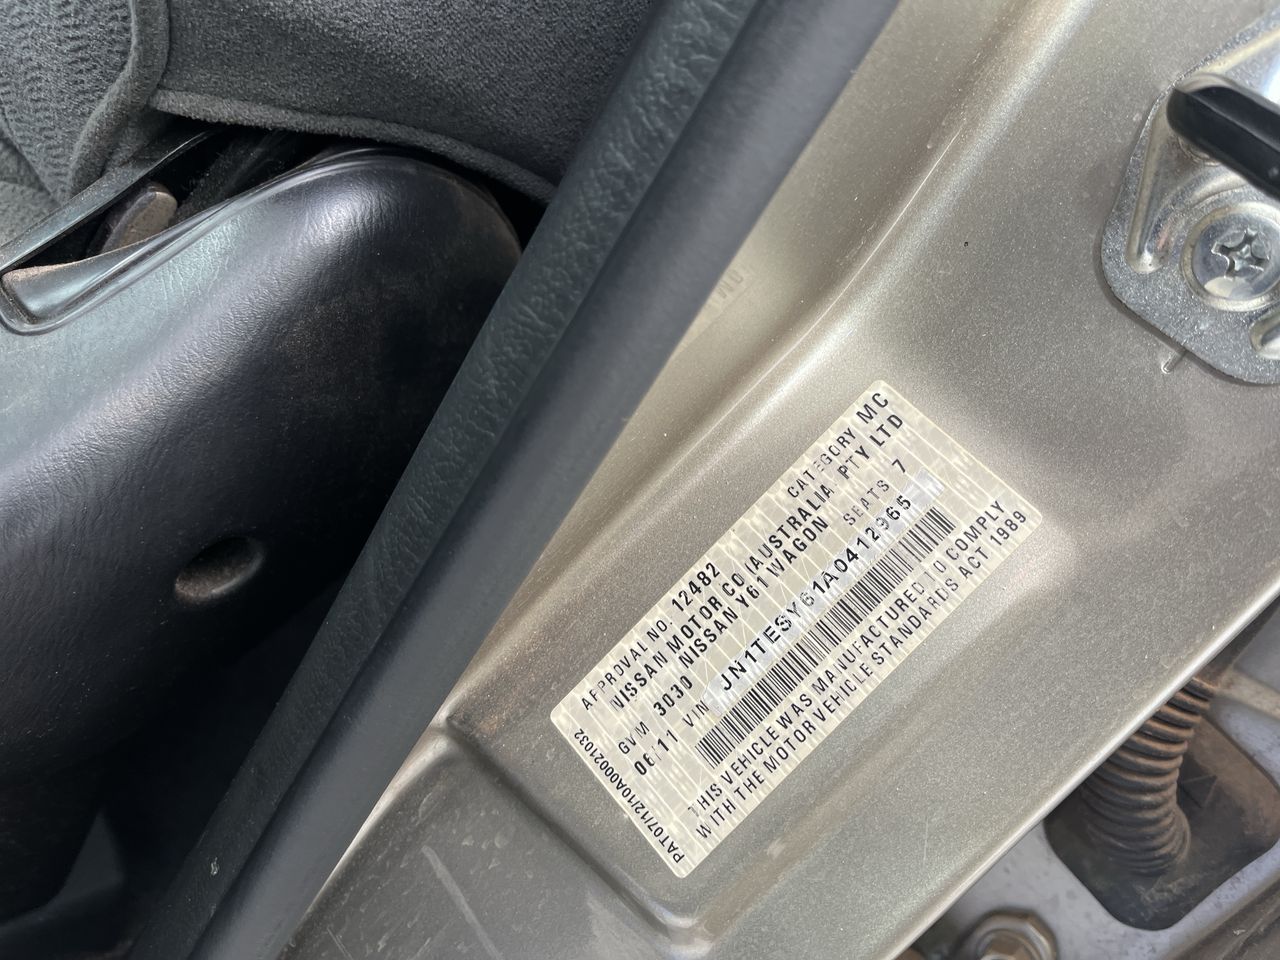 APPROVAL NO. 12482 CATEGORY MC
NISSAN MOTOR CO (AUSTRALIA PTY LTD
GVM 3030 NISSAN Y61 WAGON SEATS 7
06/11 VIN JN1TESY61A0412965
THIS VEHICLE WAS MANUFACTURED TO COMPLY
WITH THE MOTOR VEHICLE STANDARDS ACT 1989
PAT07/12/10A00021032